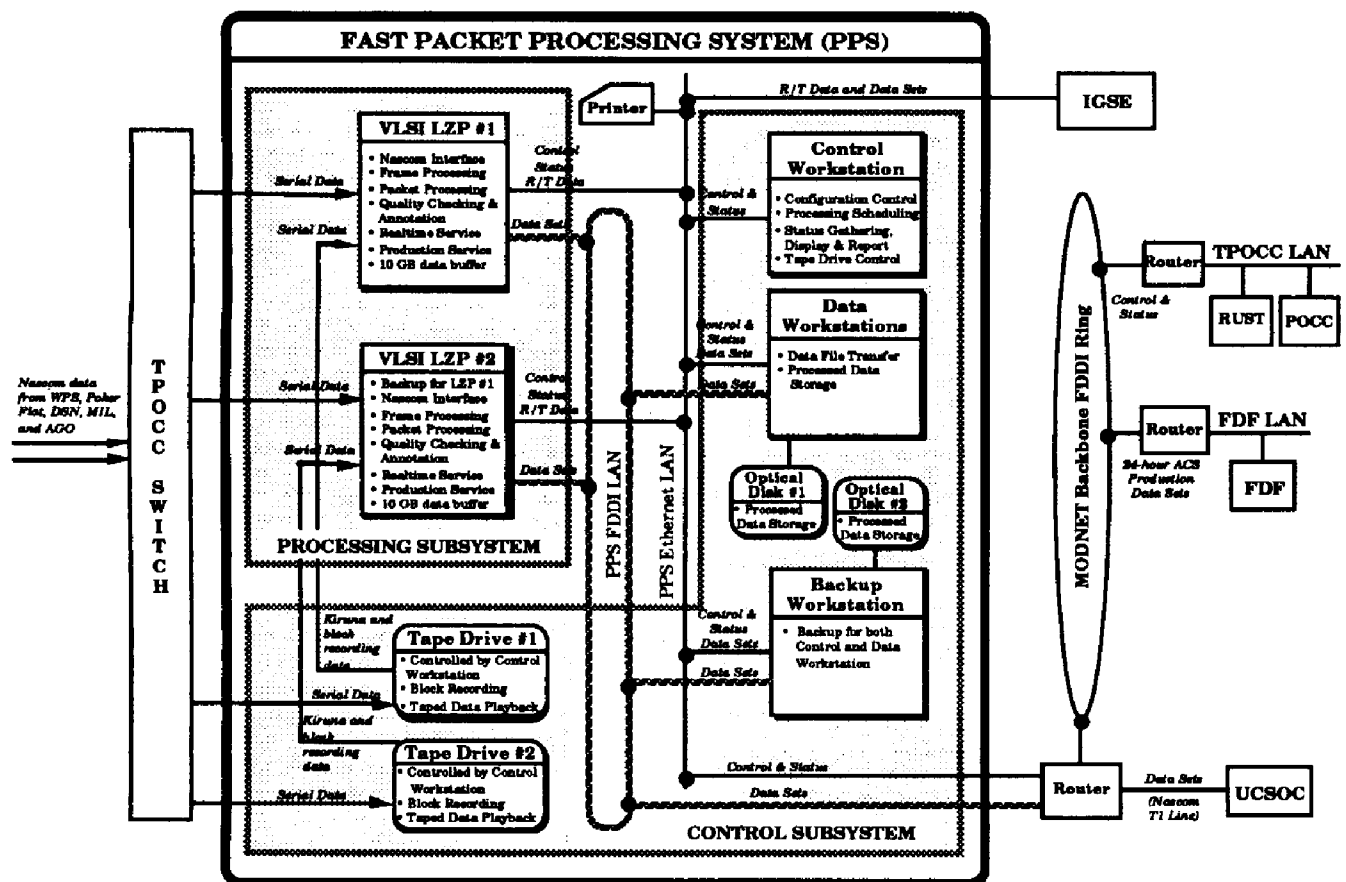 FAST PACKET PROCESSING SYSTEM (PPS)
Printer
R/T Data and Data Sets
IGSE
VLSI LZP #1
• Nascom Interface
• Frame Processing
• Packet Processing
• Quality Checking &
Annotation
• Realtime Service
• Production Service
• 10 GB data buffer
Serial Data
Serial Data
Control
Status
R/T Data
Data Sets
Control
Workstation
• Configuration Control
• Processing Scheduling
• Status Gathering,
Display & Report
• Tape Drive Control
Control &
Status
Data
Workstations
• Data File Transfer
• Processed Data
Storage
Control &
Status
Data Sets
Data Sets
VLSI LZP #2
• Backup for LZP #1
• Nascom Interface
• Frame Processing
• Packet Processing
• Quality Checking &
Annotation
• Realtime Service
• Production Service
• 10 GB data buffer
Serial Data
Serial Data
Control
Status
R/T Data
Data Sets
PROCESSING SUBSYSTEM
TPOCC SWITCH
Nascom data
from WPS, Poker
Flat, DSN, MIL,
and AGO
PPS FDDI LAN
PPS Ethernet LAN
Optical
Disk #1
• Processed
Data Storage
Optical
Disk #2
• Processed
Data Storage
Backup
Workstation
• Backup for both
Control and Data
Workstation
Control &
Status
Data Sets
Data Sets
Kiruna and
block
recording
data
Tape Drive #1
• Controlled by Control
Workstation
• Block Recording
• Taped Data Playback
Serial Data
Kiruna and
block
recording
data
Tape Drive #2
• Controlled by Control
Workstation
• Block Recording
• Taped Data Playback
Serial Data
Control & Status
Data Sets
CONTROL SUBSYSTEM
MODNET Backbone FDDI Ring
Router
TPOCC LAN
Control &
Status
RUST
POCC
Router
FDF LAN
24-hour ACS
Production
Data Sets
FDF
Router
Data Sets
(Nascom
T1 Line)
UCSOC